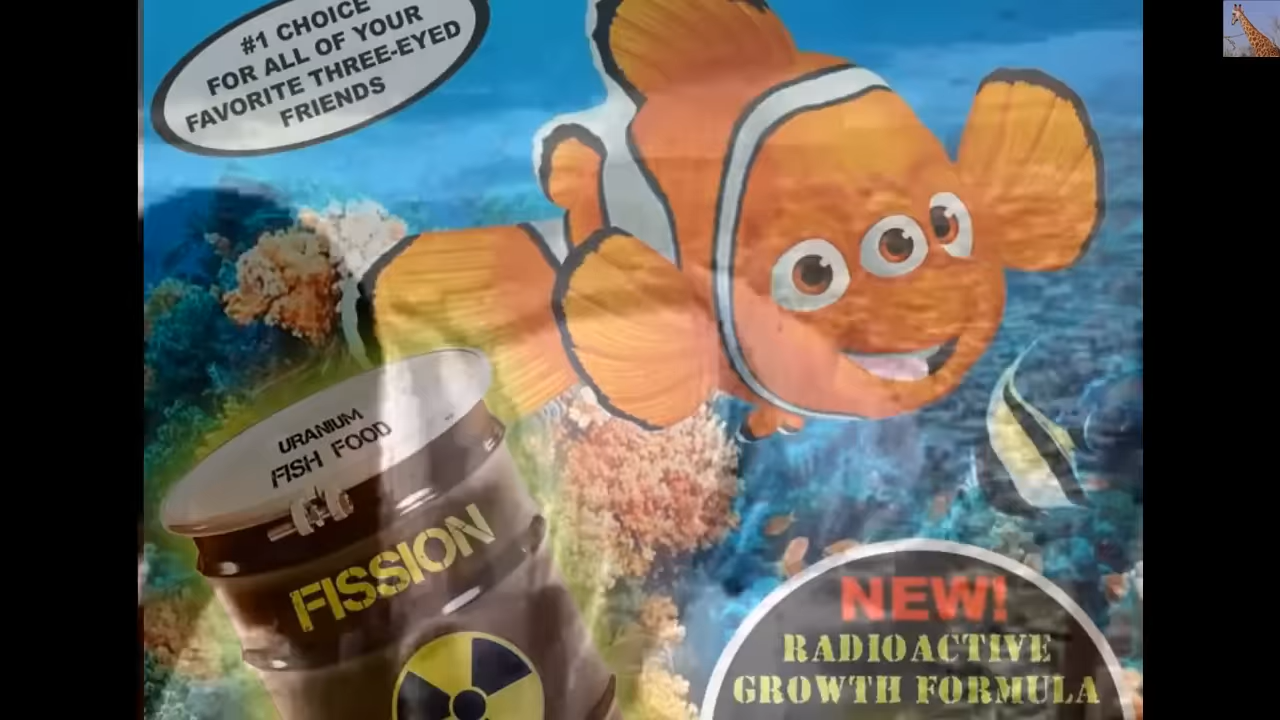 #1 CHOICE
FOR ALL OF YOUR
FAVORITE THREE-EYED
FRIENDS
URANIUM
FISH FOOD
FISSION
NEW!
RADIOACTIVE
GROWTH FORMULA